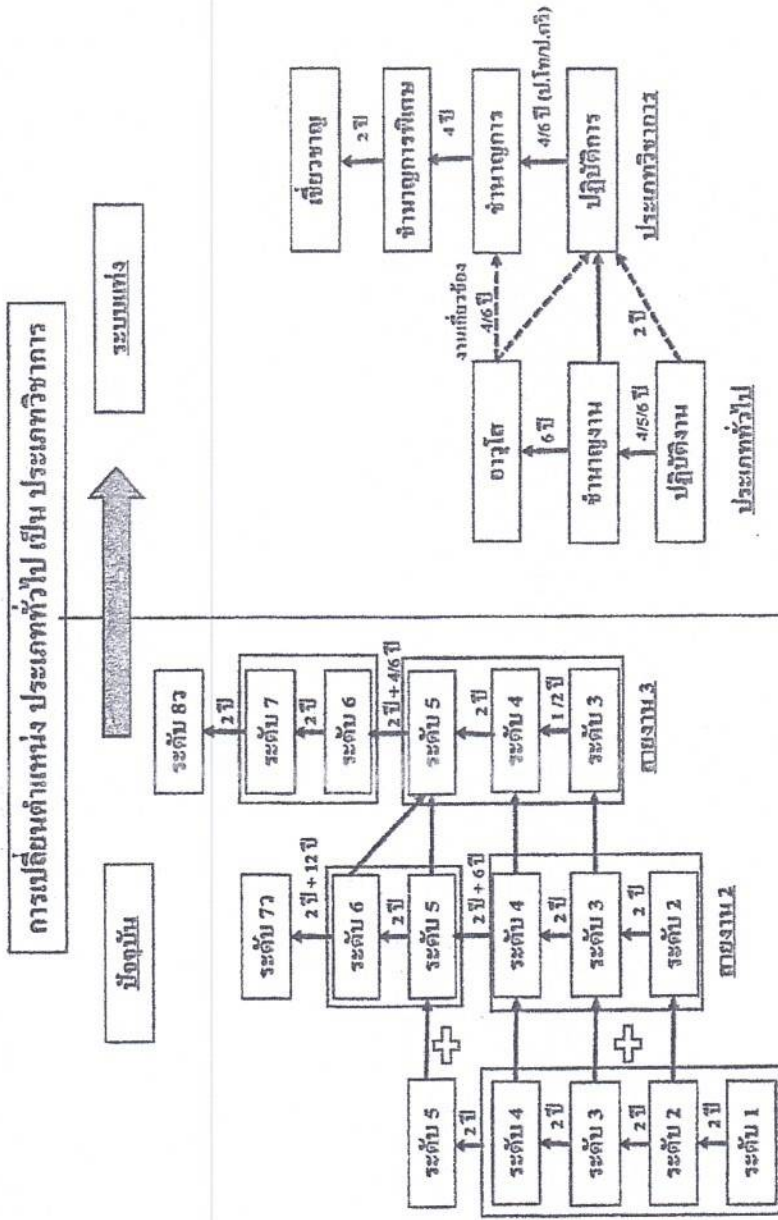 การเปลี่ยนตำแหน่ง ประเภททั่วไป เป็น ประเภทวิชาการ
ปัจจุบัน
ระบบแท่ง
ระดับ 5
2 ปี
ระดับ 4
2 ปี
ระดับ 3
2 ปี
ระดับ 2
2 ปี
ระดับ 1
ระดับ 7ว
2 ปี + 12 ปี
ระดับ 6
2 ปี
ระดับ 5
2 ปี + 6 ปี
ระดับ 4
2 ปี
ระดับ 3
2 ปี
ระดับ 2
สายงาน 2
ระดับ 8ว
2 ปี
ระดับ 7
2 ปี
ระดับ 6
2 ปี + 4/6 ปี
ระดับ 5
2 ปี
ระดับ 4
1/2 ปี
ระดับ 3
สายงาน 3
อาวุโส
6 ปี
ชำนาญงาน
4/5/6 ปี
ปฏิบัติงาน
ประเภททั่วไป
งานเกี่ยวข้อง
4/6 ปี
2 ปี
เชี่ยวชาญ
2 ปี
ชำนาญการพิเศษ
4 ปี
ชำนาญการ
4/6 ปี (ป.โท/ป.ตรี)
ปฏิบัติการ
ประเภทวิชาการ